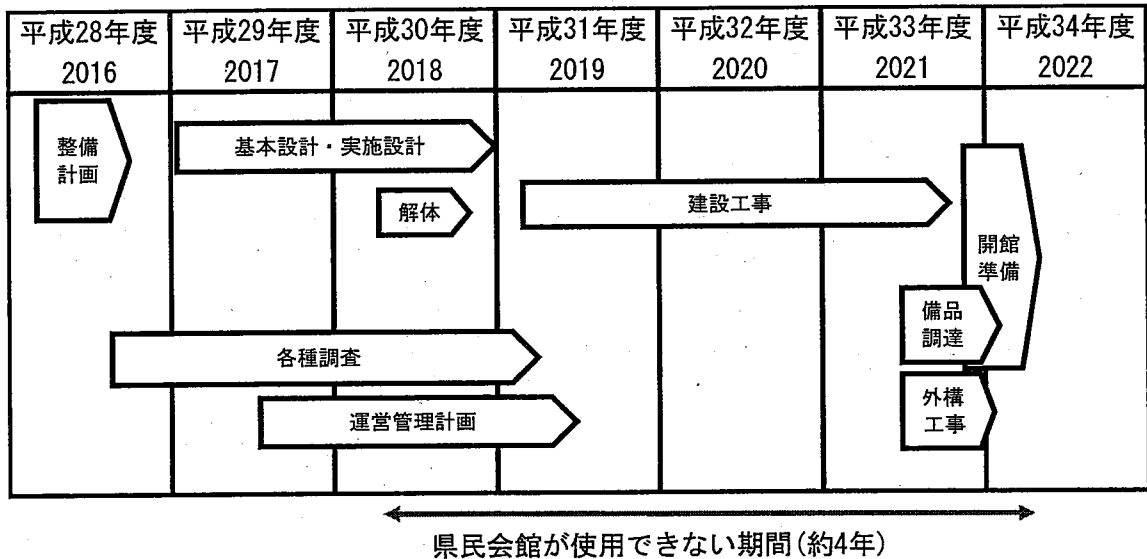 平成28年度
2016
平成29年度
2017
平成30年度
2018
平成31年度
2019
平成32年度
2020
平成33年度
2021
平成34年度
2022
整備
計画
基本設計・実施設計
解体
建設工事
開館
準備
備品
調達
各種調査
外構
工事
運営管理計画
県民会館が使用できない期間(約4年)